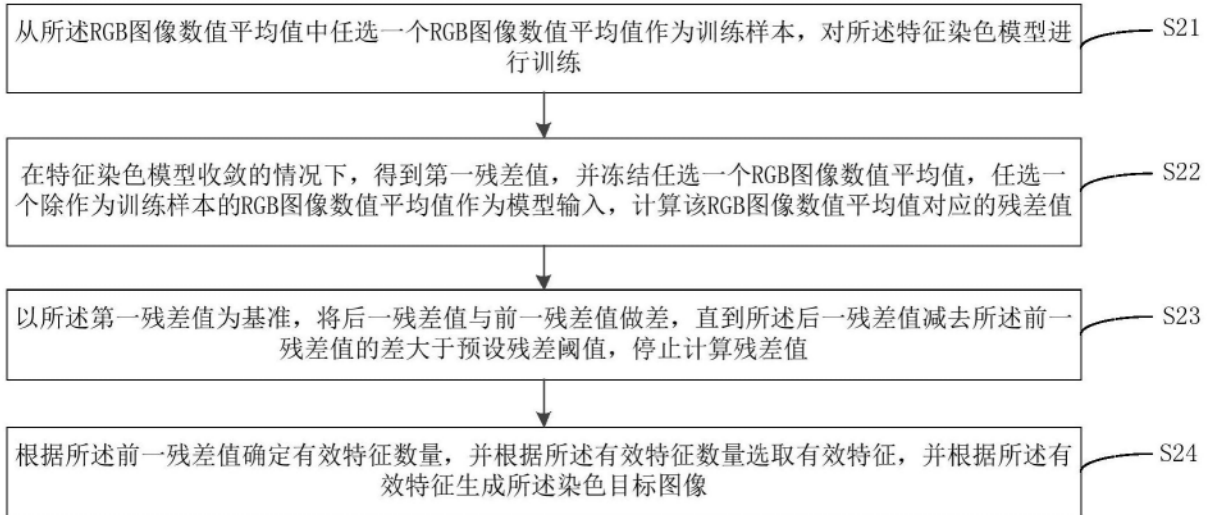 从所述RGB图像数值平均值中任选一个RGB图像数值平均值作为训练样本，对所述特征染色模型进
行训练
S21
在特征染色模型收敛的情况下，得到第一残差值，并冻结任选一个RGB图像数值平均值，任选一
个除作为训练样本的RGB图像数值平均值作为模型输入，计算该RGB图像数值平均值对应的残差值
S22
以所述第一残差值为基准，将后一残差值与前一残差值做差，直到所述后一残差值减去所述前一
残差值的差大于预设残差阈值，停止计算残差值
S23
根据所述前一残差值确定有效特征数量，并根据所述有效特征数量选取有效特征，并根据所述有
效特征生成所述染色目标图像
S24